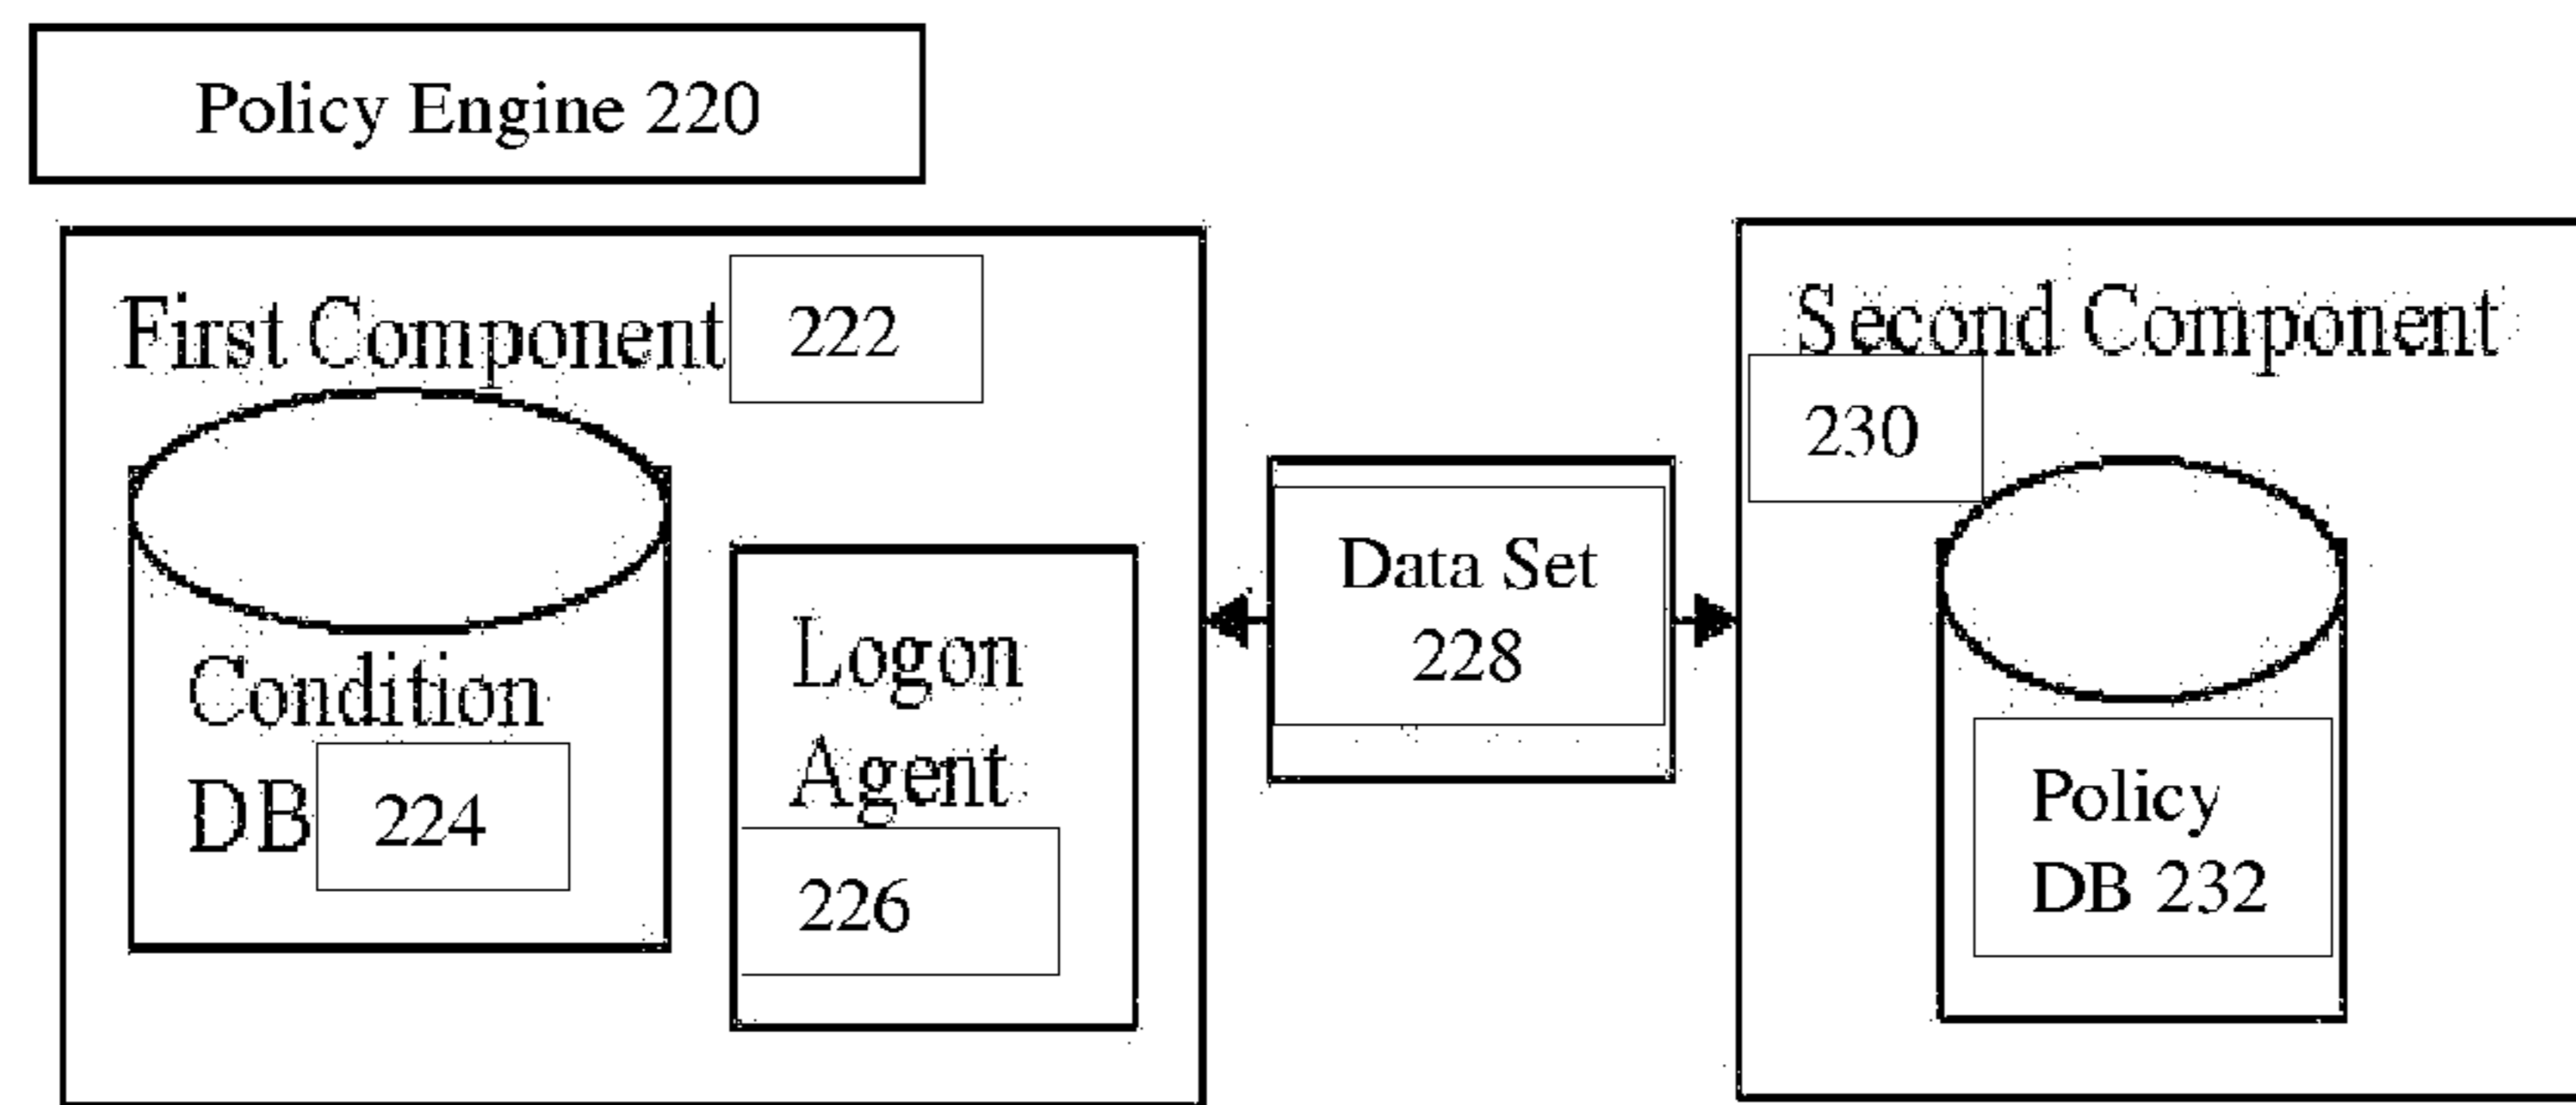 Policy Engine 220
First Component 222
Condition
DB 224
Logon
Agent
226
Data Set
228
Second Component
230
Policy
DB 232